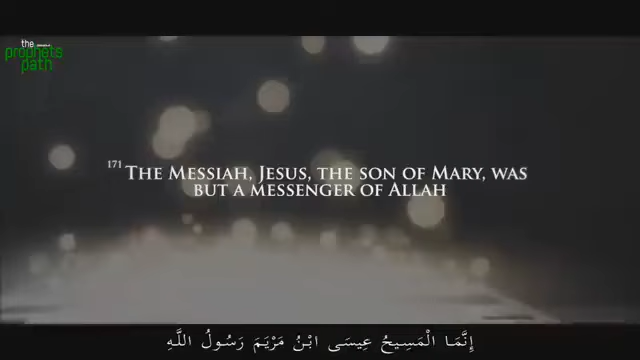 the
prophets
path
171 THE MESSIAH, JESUS, THE SON OF MARY, WAS
BUT A MESSENGER OF ALLAH
إِنَّمَا الْمَسِيحُ عِيسَى ابْنُ مَرْيَمَ رَسُولُ اللَّهِ